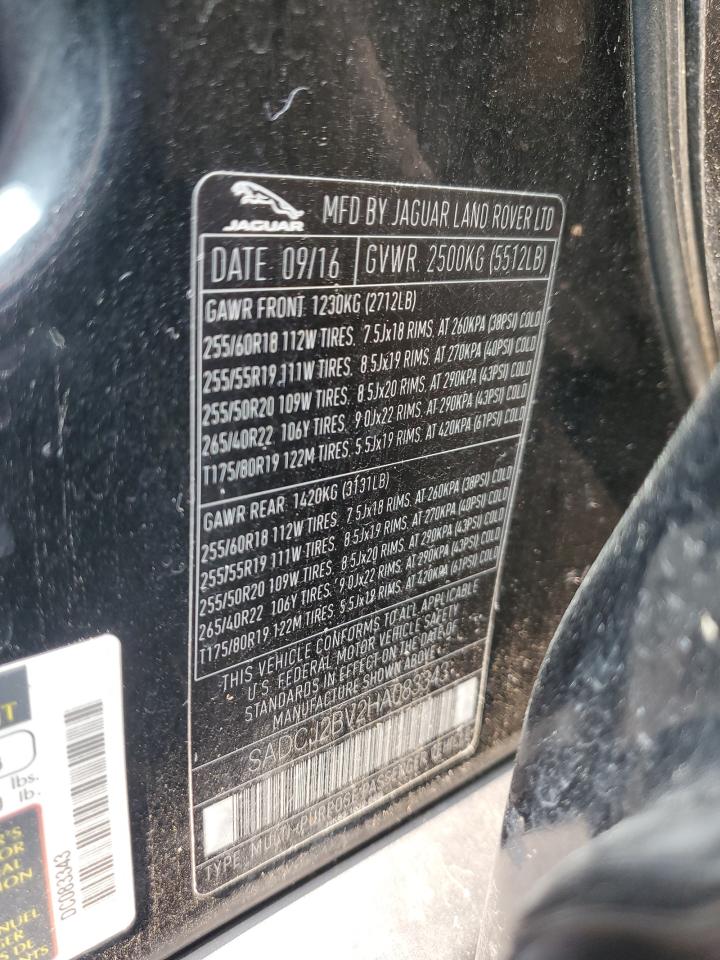 JAGUAR MFD BY JAGUAR LAND ROVER LTD
DATE: 09/16 GVWR: 2500KG (5512LB)
GAWR FRONT: 1230KG (2712LB)
255/60R18 112W TIRES, 7.5Jx18 RIMS, AT 260KPA (38PSI) COLD
255/55R19 111W TIRES, 8.5Jx19 RIMS, AT 270KPA (40PSI) COLD
255/50R20 109W TIRES, 8.5Jx20 RIMS, AT 290KPA (43PSI) COLD
265/40R22 106Y TIRES, 9.0Jx22 RIMS, AT 290KPA (43PSI) COLD
T175/80R19 122M TIRES, 5.5Jx19 RIMS, AT 420KPA (61PSI) COLD
GAWR REAR: 1420KG (3131LB)
255/60R18 112W TIRES, 7.5Jx18 RIMS, AT 260KPA (38PSI) COLD
255/55R19 111W TIRES, 8.5Jx19 RIMS, AT 270KPA (40PSI) COLD
255/50R20 109W TIRES, 8.5Jx20 RIMS, AT 290KPA (43PSI) COLD
265/40R22 106Y TIRES, 9.0Jx22 RIMS, AT 290KPA (43PSI) COLD
T175/80R19 122M TIRES, 5.5Jx19 RIMS, AT 420KPA (61PSI) COLD
THIS VEHICLE CONFORMS TO ALL APPLICABLE
U.S. FEDERAL MOTOR VEHICLE SAFETY
STANDARDS IN EFFECT ON THE DATE OF
MANUFACTURE SHOWN ABOVE.
SADCJ2BV2HA083343
TYPE: MULTI-PURPOSE PASSENGER VEHICLE
lbs.
lb.
DC083343